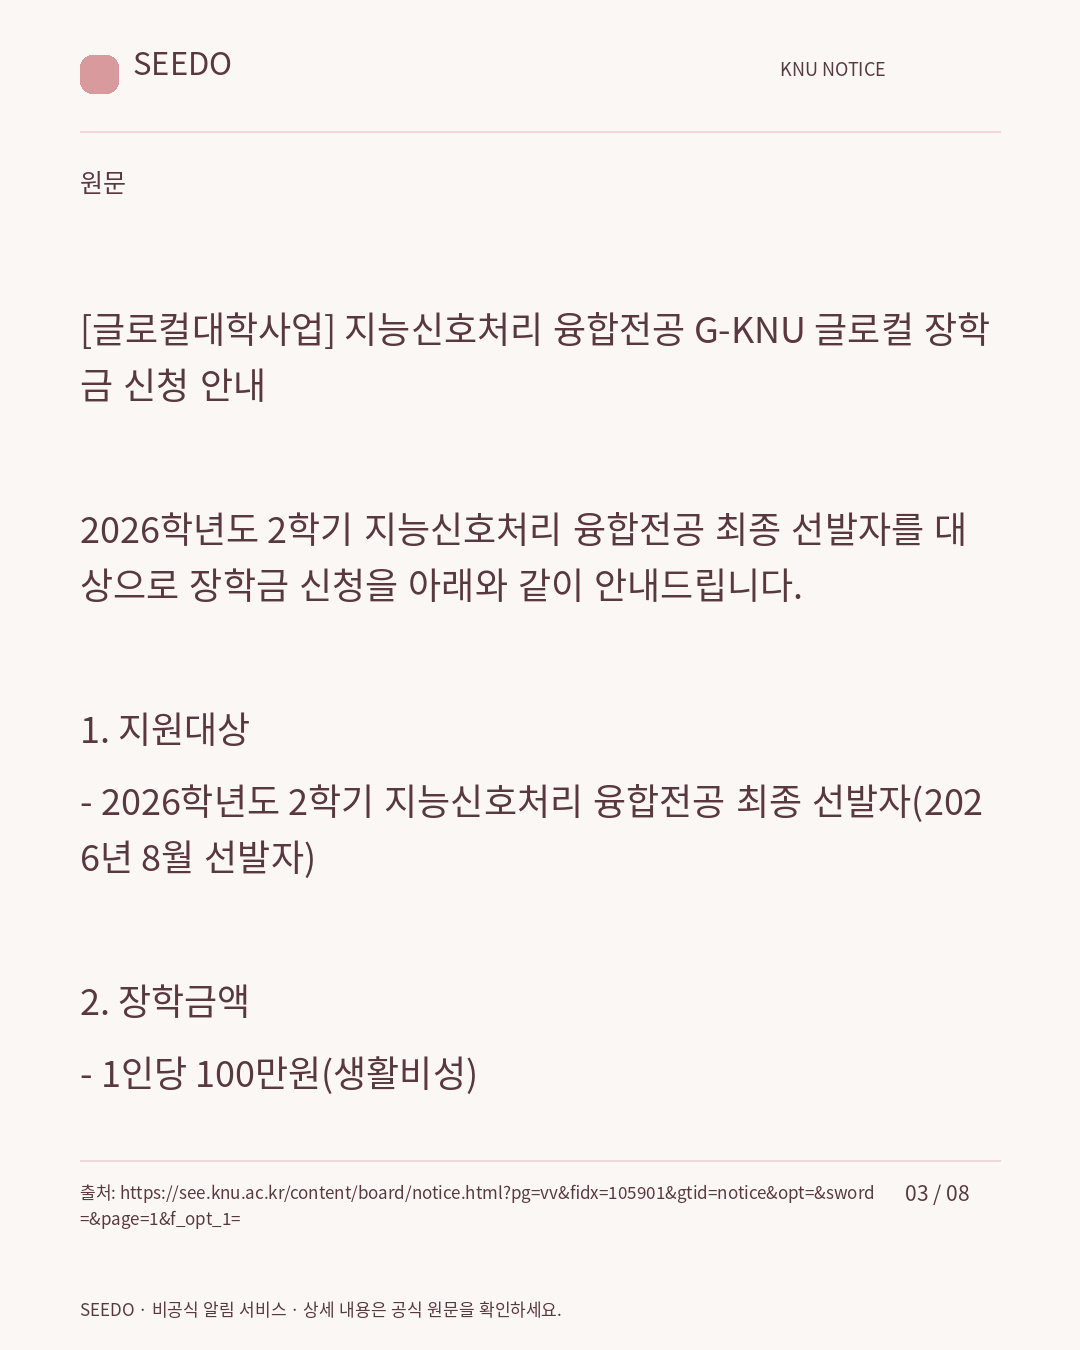 SEEDO
KNU NOTICE
원문
[글로컬대학사업] 지능신호처리 융합전공 G-KNU 글로컬 장학
금 신청 안내
2026학년도 2학기 지능신호처리 융합전공 최종 선발자를 대
상으로 장학금 신청을 아래와 같이 안내드립니다.
1. 지원대상
- 2026학년도 2학기 지능신호처리 융합전공 최종 선발자(202
6년 8월 선발자)
2. 장학금액
- 1인당 100만원(생활비성)
출처: https://see.knu.ac.kr/content/board/notice.html?pg=vv&fidx=105901&gtid=notice&opt=&sword
=&page=1&f_opt_1=
03 / 08
SEEDO · 비공식 알림 서비스 · 상세 내용은 공식 원문을 확인하세요.